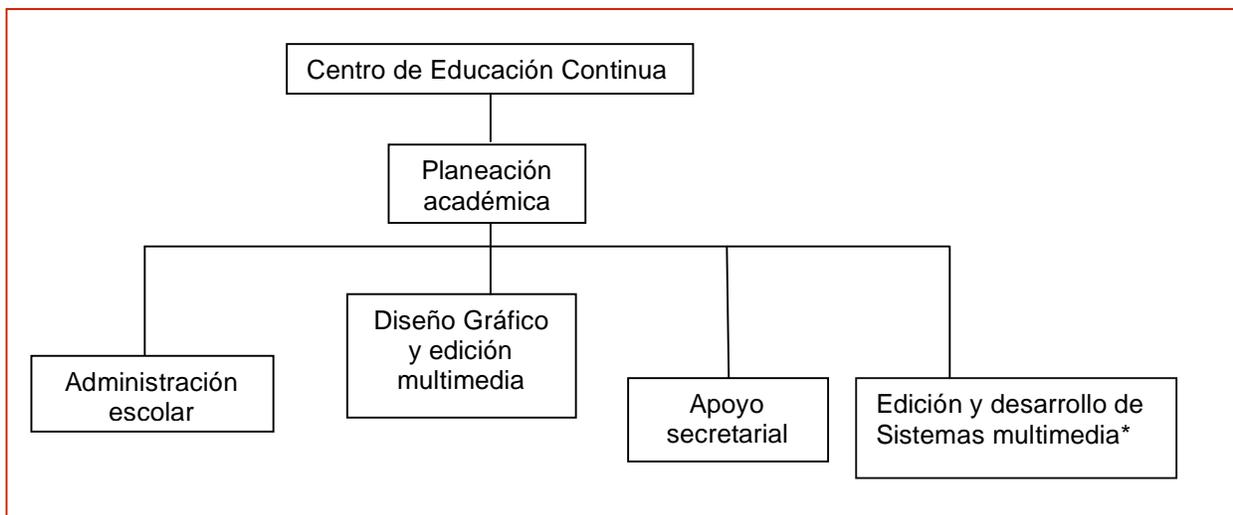 Centro de Educación Continua
Planeación
académica
Diseño Gráfico
y edición
multimedia
Administración
escolar
Apoyo
secretarial
Edición y desarrollo de
Sistemas multimedia*